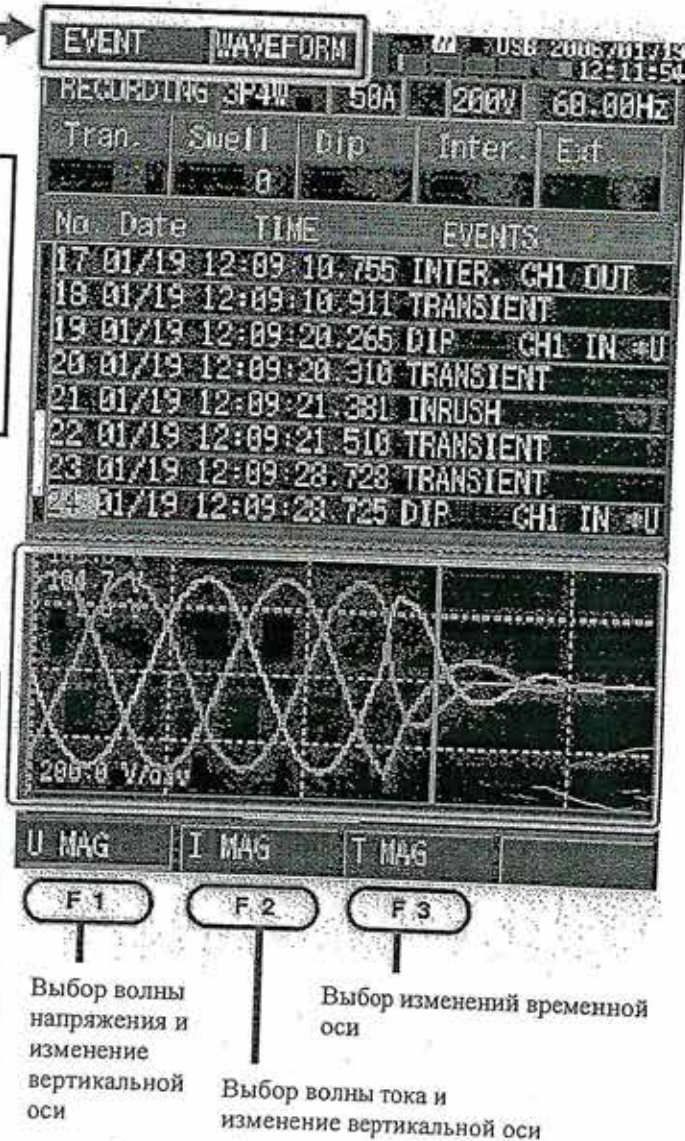 EVENT WAVEFORM USB 2006/01/19
12:11:54
RECORDING 3P4W 50A 200V 60.00Hz
Tran. Swell Dip Inter. Ext.
0
No. Date TIME EVENTS
17 01/19 12:09:10.755 INTER. CH1 OUT
18 01/19 12:09:10.911 TRANSIENT
19 01/19 12:09:20.265 DIP CH1 IN *U
20 01/19 12:09:20.310 TRANSIENT
21 01/19 12:09:21.381 INRUSH
22 01/19 12:09:21.510 TRANSIENT
23 01/19 12:09:28.728 TRANSIENT
24 01/19 12:09:28.725 DIP CH1 IN *U
200.0 V/div
U MAG I MAG T MAG
F 1 F 2 F 3
Выбор волны
напряжения и
изменение
вертикальной
оси
Выбор изменений временной
оси
Выбор волны тока и
изменение вертикальной оси